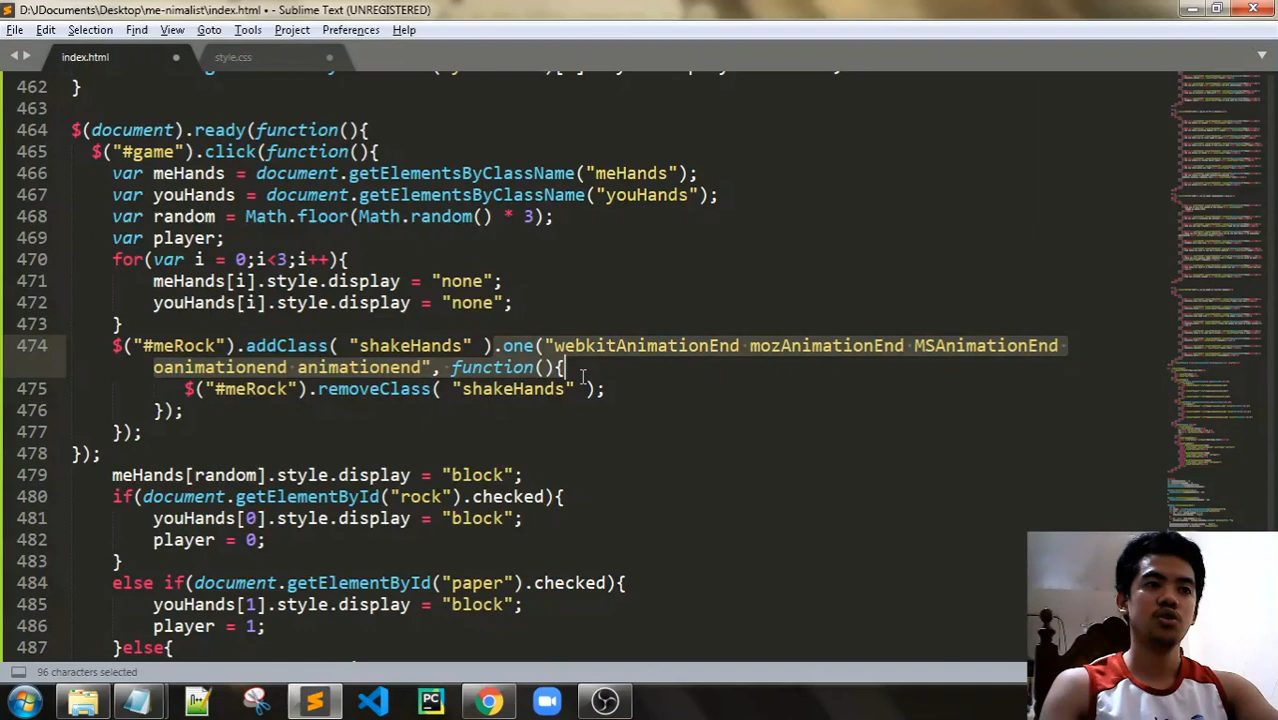 D:\JDocuments\Desktop\me-nimalist\index.html • - Sublime Text (UNREGISTERED)
File Edit Selection Find View Goto Tools Project Preferences Help
index.html style.css
462 }
463
464 $(document).ready(function(){
465 $("#game").click(function(){
466 var meHands = document.getElementsByClassName("meHands");
467 var youHands = document.getElementsByClassName("youHands");
468 var random = Math.floor(Math.random() * 3);
469 var player;
470 for(var i = 0;i<3;i++){
471 meHands[i].style.display = "none";
472 youHands[i].style.display = "none";
473 }
474 $("#meRock").addClass( "shakeHands" ).one("webkitAnimationEnd mozAnimationEnd MSAnimationEnd
oanimationend animationend", function(){
475 $("#meRock").removeClass( "shakeHands" );
476 });
477 });
478 });
479 meHands[random].style.display = "block";
480 if(document.getElementById("rock").checked){
481 youHands[0].style.display = "block";
482 player = 0;
483 }
484 else if(document.getElementById("paper").checked){
485 youHands[1].style.display = "block";
486 player = 1;
487 }else{
96 characters selected
PC